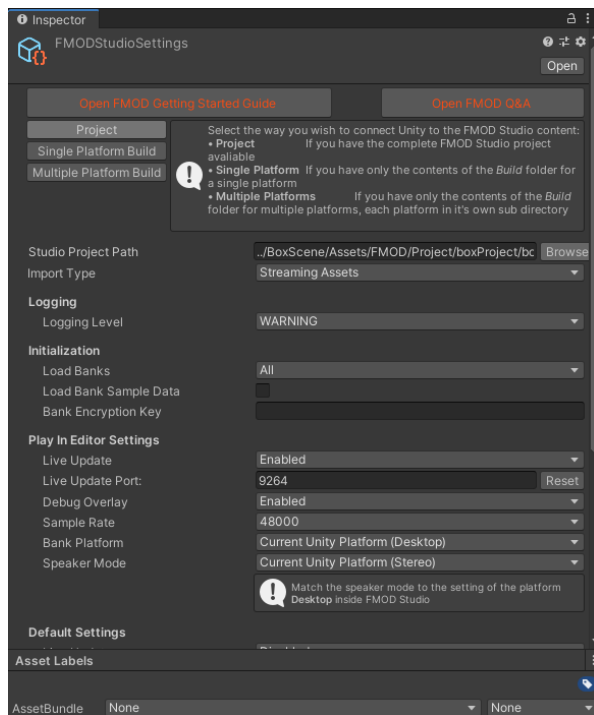 Inspector
FMODStudioSettings
Open
Open FMOD Getting Started Guide Open FMOD Q&A
Project
Single Platform Build
Multiple Platform Build
Select the way you wish to connect Unity to the FMOD Studio content:
• Project If you have the complete FMOD Studio project
avaliable
• Single Platform If you have only the contents of the Build folder for
a single platform
• Multiple Platforms If you have only the contents of the Build
folder for multiple platforms, each platform in it's own sub directory
Studio Project Path ../BoxScene/Assets/FMOD/Project/boxProject/bo Browse
Import Type Streaming Assets
Logging
Logging Level WARNING
Initialization
Load Banks All
Load Bank Sample Data
Bank Encryption Key
Play In Editor Settings
Live Update Enabled
Live Update Port: 9264 Reset
Debug Overlay Enabled
Sample Rate 48000
Bank Platform Current Unity Platform (Desktop)
Speaker Mode Current Unity Platform (Stereo)
Match the speaker mode to the setting of the platform
Desktop inside FMOD Studio
Default Settings
Asset Labels
AssetBundle None None